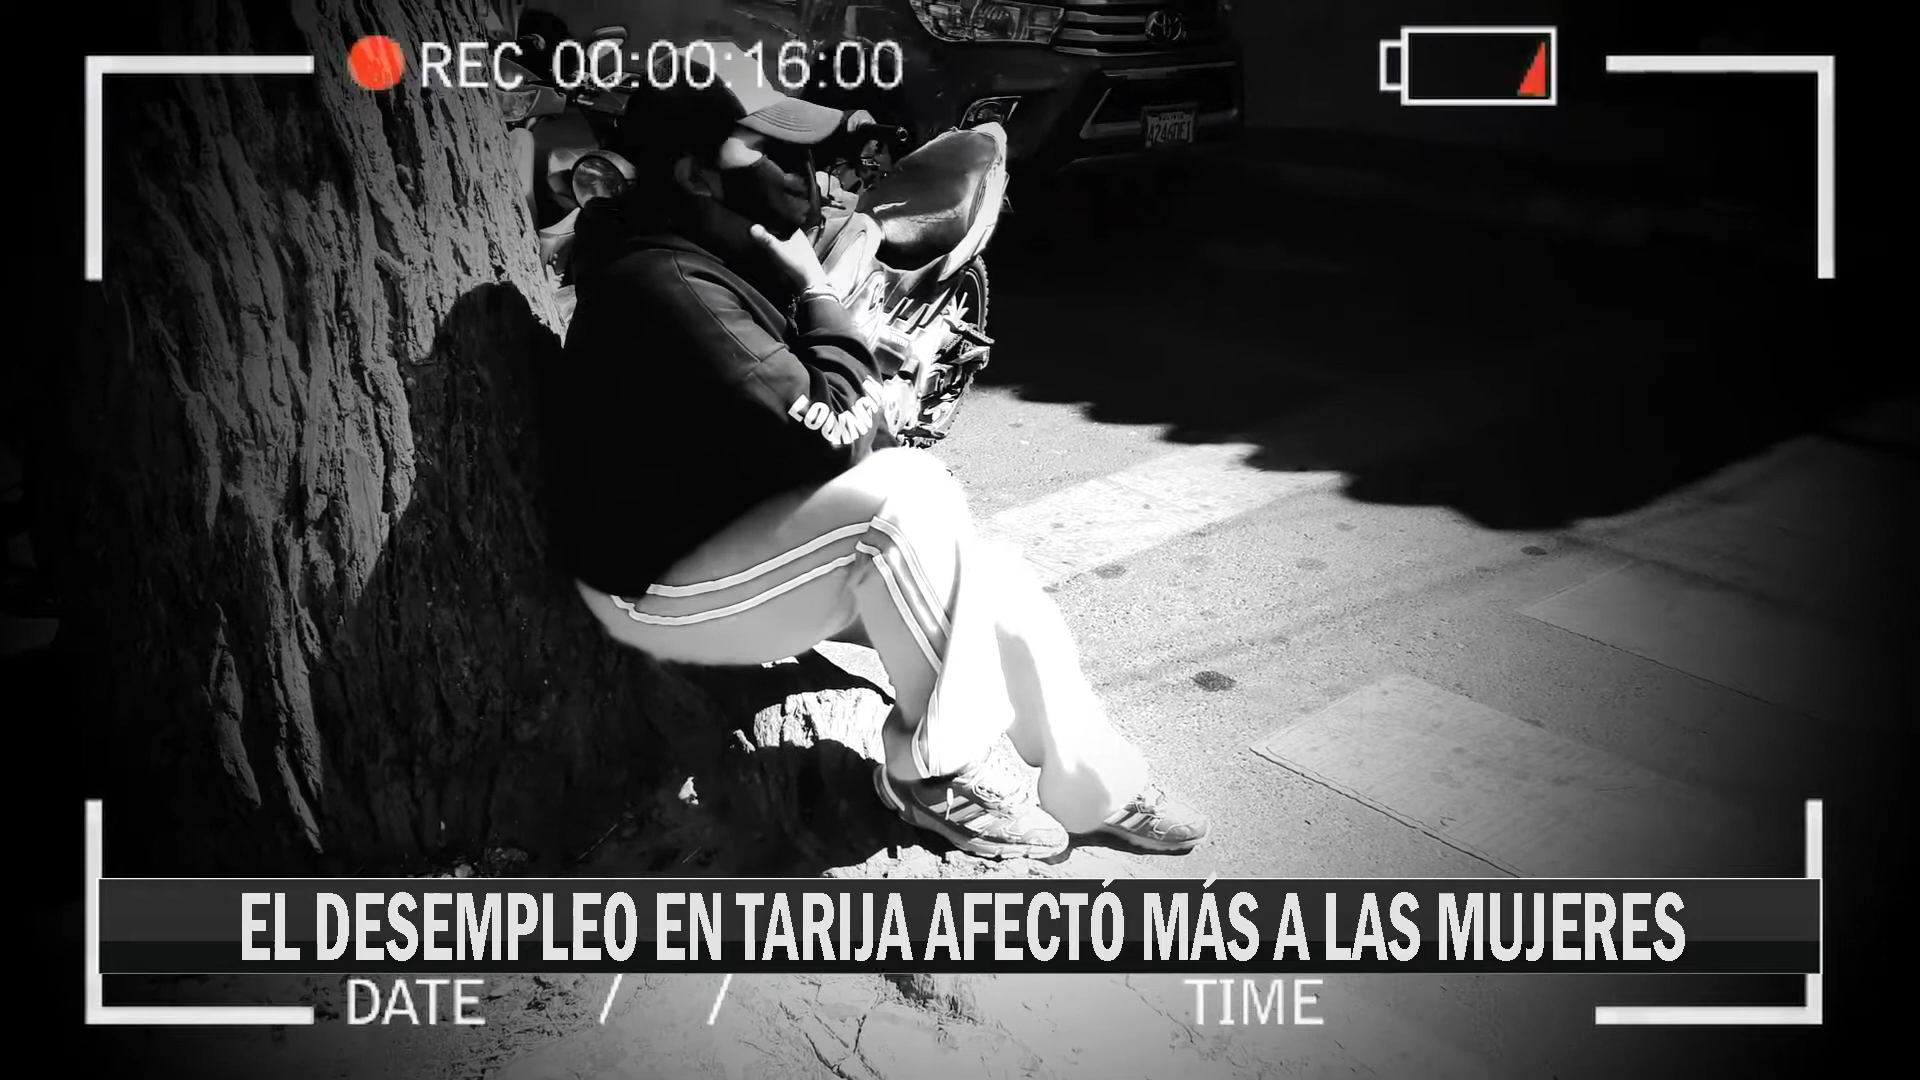 REC 00:00:16:00
EL DESEMPLEO EN TARIJA AFECTÓ MÁS A LAS MUJERES
DATE / /
TIME